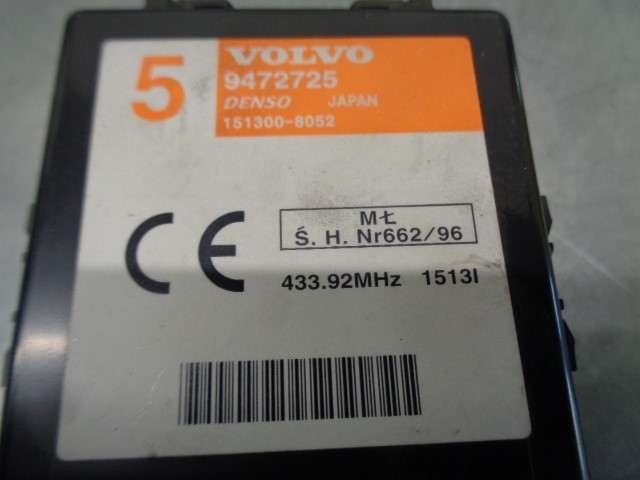 5
VOLVO
9472725
DENSO JAPAN
151300-8052
CE
MŁ
Ś. H. Nr662/96
433.92MHz 1513I